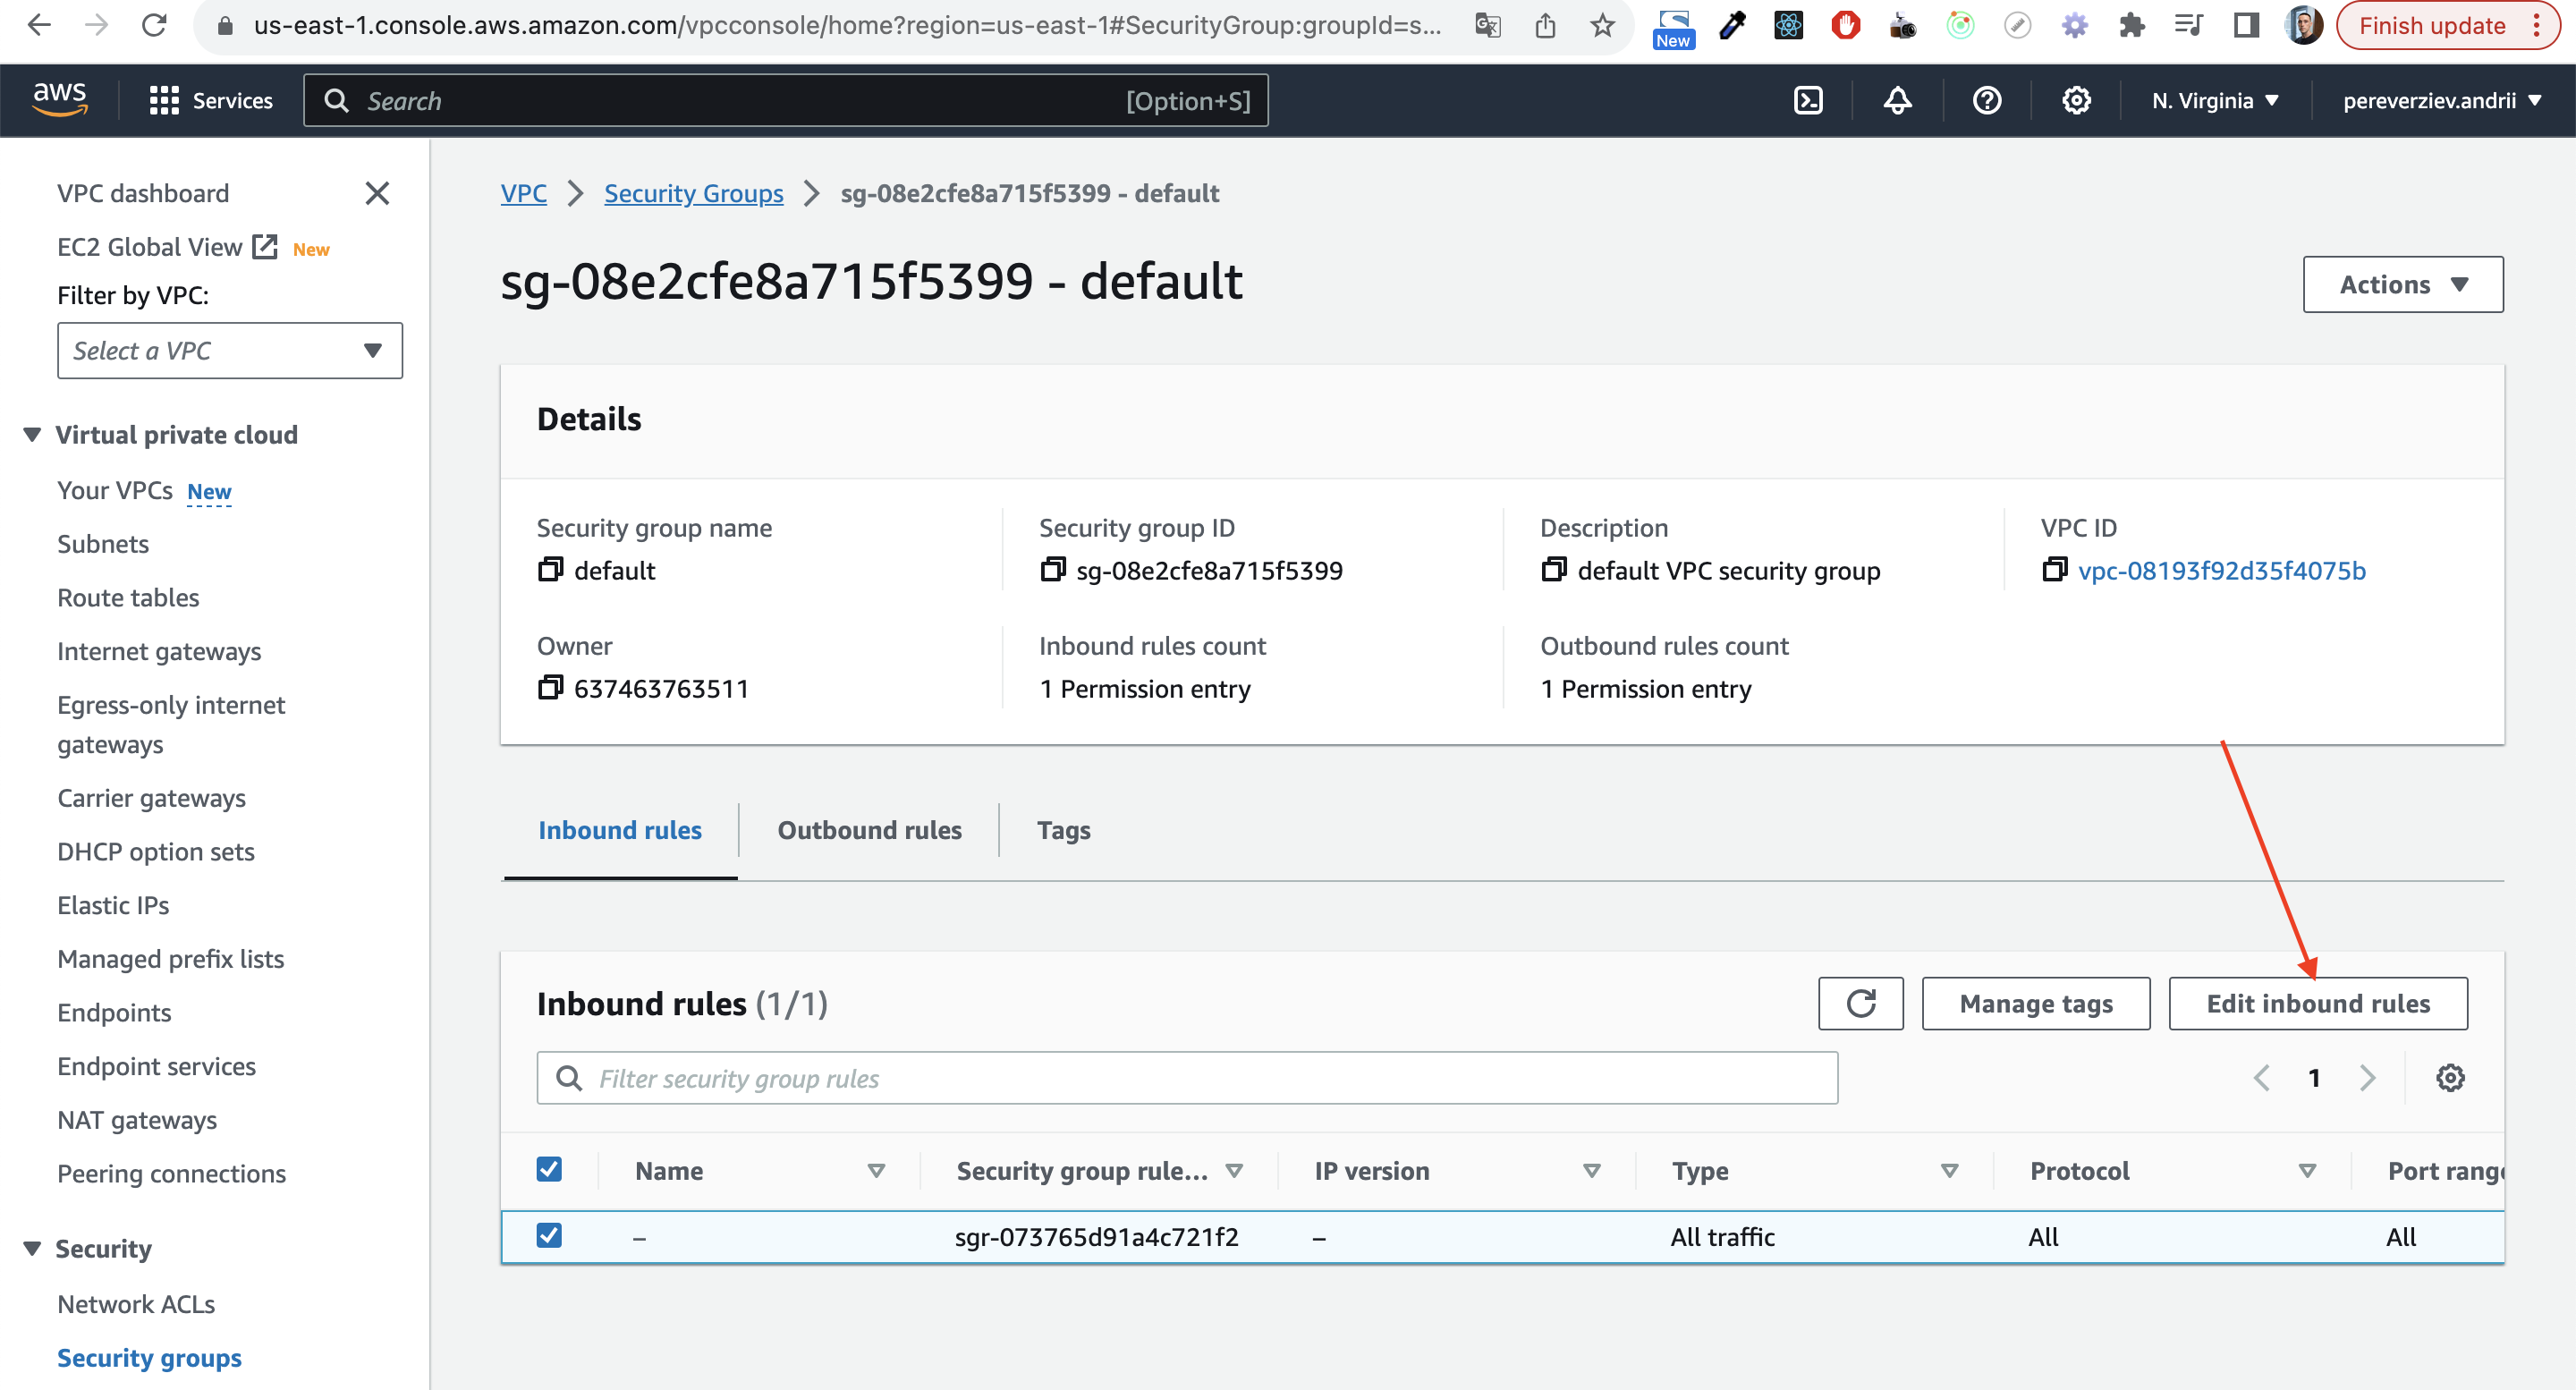 us-east-1.console.aws.amazon.com/vpcconsole/home?region=us-east-1#SecurityGroup:groupId=s...
New
Finish update
aws
Services
Search
[Option+S]
N. Virginia
pereverziev.andrii
VPC dashboard
EC2 Global View New
Filter by VPC:
Select a VPC
Virtual private cloud
Your VPCs New
Subnets
Route tables
Internet gateways
Egress-only internet
gateways
Carrier gateways
DHCP option sets
Elastic IPs
Managed prefix lists
Endpoints
Endpoint services
NAT gateways
Peering connections
Security
Network ACLs
Security groups
VPC
Security Groups
sg-08e2cfe8a715f5399 - default
sg-08e2cfe8a715f5399 - default
Actions
Details
Security group name
default
Security group ID
sg-08e2cfe8a715f5399
Description
default VPC security group
VPC ID
vpc-08193f92d35f4075b
Owner
637463763511
Inbound rules count
1 Permission entry
Outbound rules count
1 Permission entry
Inbound rules
Outbound rules
Tags
Inbound rules (1/1)
Manage tags
Edit inbound rules
Filter security group rules
1
Name
Security group rule...
IP version
Type
Protocol
Port range
–
sgr-073765d91a4c721f2
–
All traffic
All
All